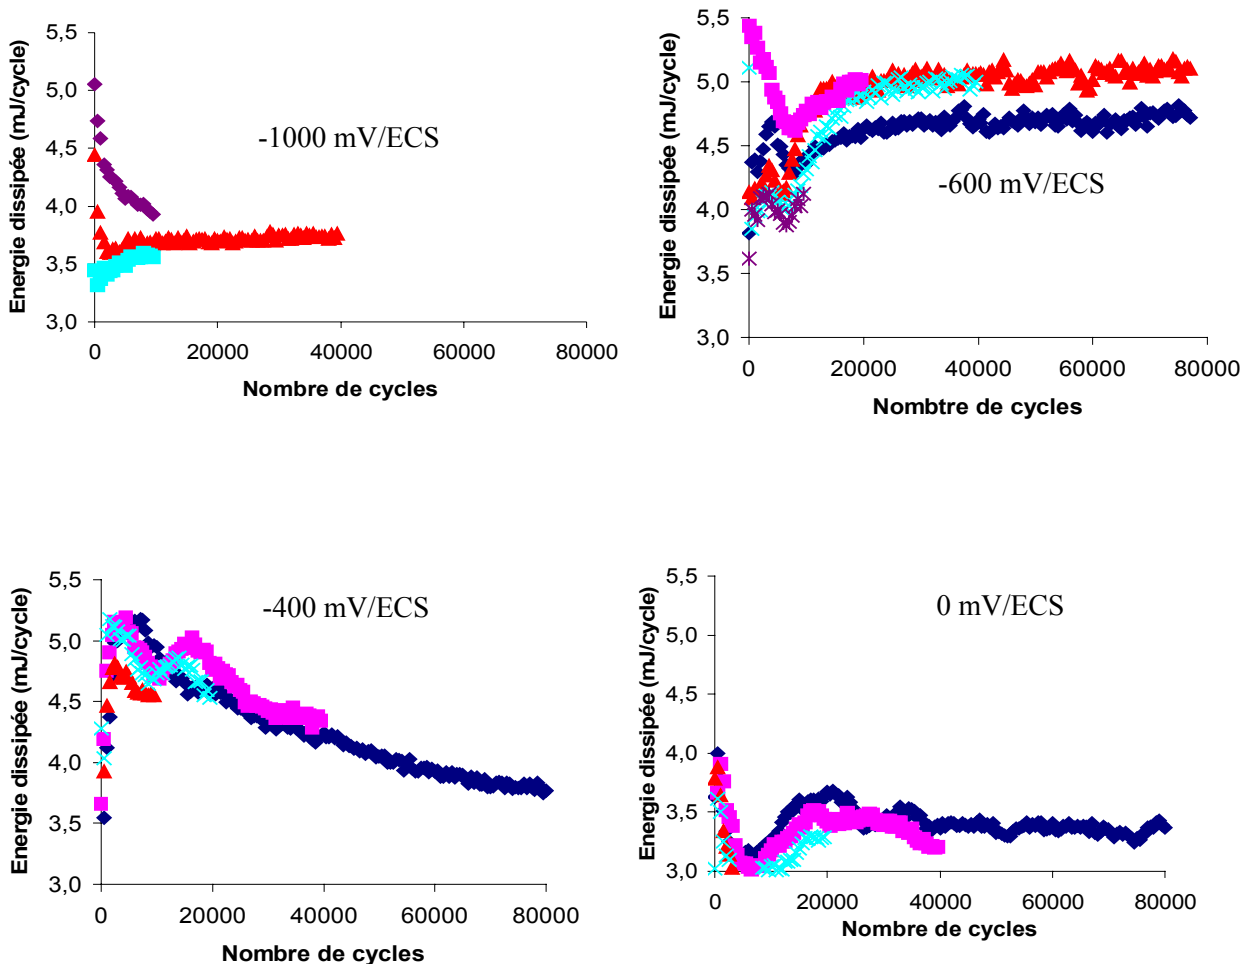 Energie dissipée (mJ/cycle)
5,5
5,0
4,5
4,0
3,5
3,0
-1000 mV/ECS
0 20000 40000 60000 80000
Nombre de cycles
Energie dissipée (mJ/cycle)
5,5
5,0
4,5
4,0
3,5
3,0
-600 mV/ECS
0 20000 40000 60000 80000
Nombtre de cycles
Energie dissipée (mJ/cycle)
5,5
5,0
4,5
4,0
3,5
3,0
-400 mV/ECS
0 20000 40000 60000 80000
Nombre de cycles
Energie dissipée (mJ/cycle)
5,5
5,0
4,5
4,0
3,5
3,0
0 mV/ECS
0 20000 40000 60000 80000
Nombre de cycles